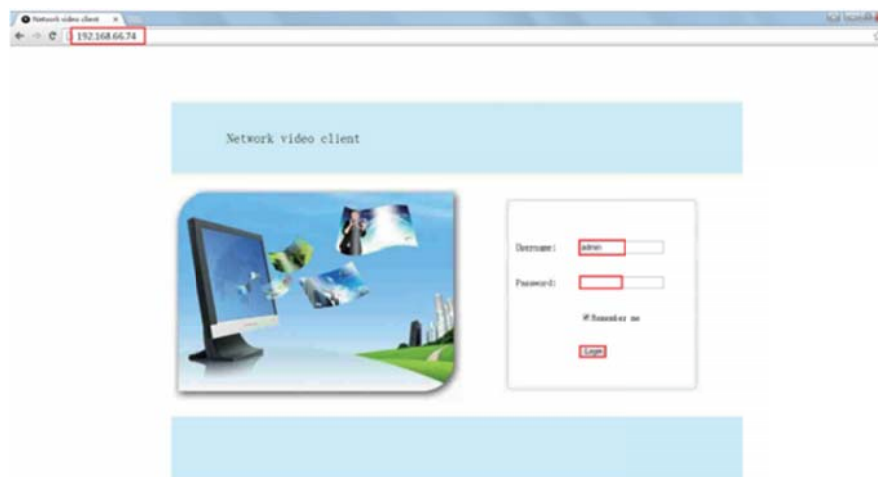 Network video client
192.168.66.74
Network video client
Username:
admin
Password:
Remember me
Login